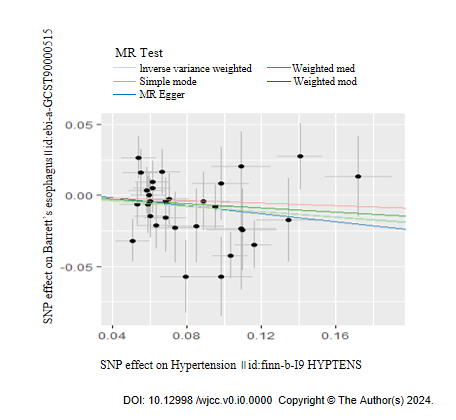 MR Test
Inverse variance weighted
Weighted med
Simple mode
Weighted mod
MR Egger
SNP effect on Barrett's esophagus||id:ebi-a-GCST90000515
0.05
0.00
-0.05
0.04
0.08
0.12
0.16
SNP effect on Hypertension ||id:finn-b-I9 HYPTENS
DOI: 10.12998 /wjcc.v0.i0.0000 Copyright © The Author(s) 2024.